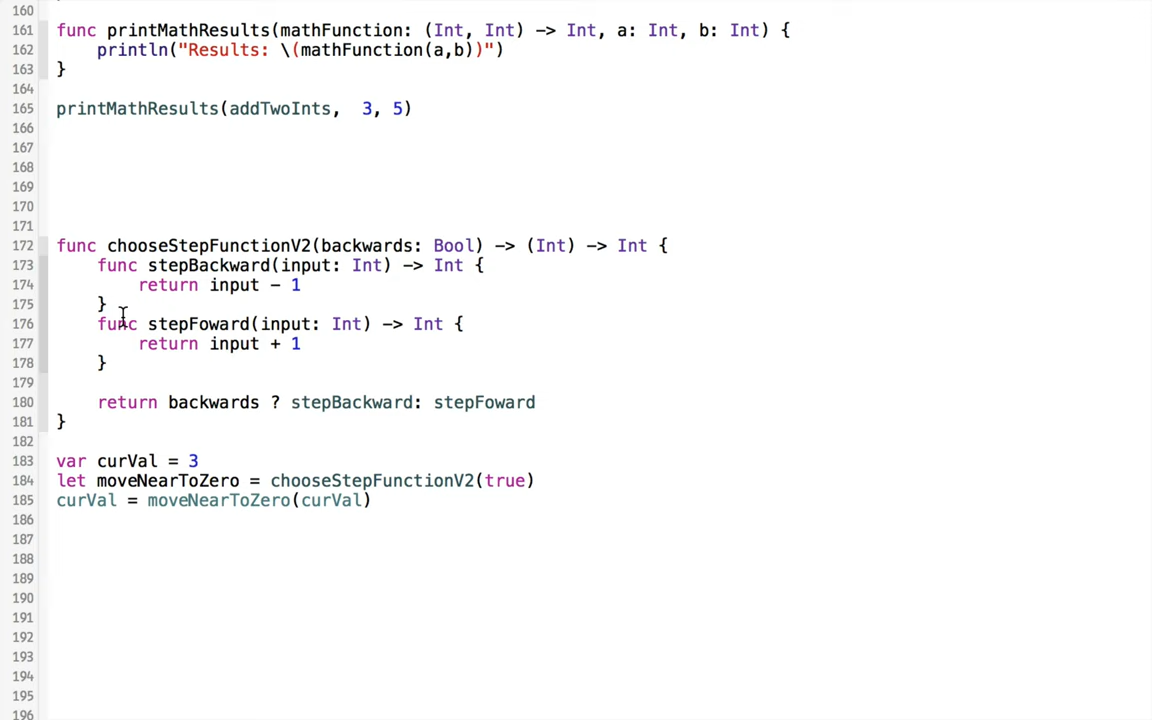 160
161 func printMathResults(mathFunction: (Int, Int) -> Int, a: Int, b: Int) {
162 println("Results: \(mathFunction(a,b))")
163 }
164
165 printMathResults(addTwoInts,  3, 5)
166
167
168
169
170
171
172 func chooseStepFunctionV2(backwards: Bool) -> (Int) -> Int {
173 func stepBackward(input: Int) -> Int {
174 return input - 1
175 }
176 func stepFoward(input: Int) -> Int {
177 return input + 1
178 }
179
180 return backwards ? stepBackward: stepFoward
181 }
182
183 var curVal = 3
184 let moveNearToZero = chooseStepFunctionV2(true)
185 curVal = moveNearToZero(curVal)
186
187
188
189
190
191
192
193
194
195
196